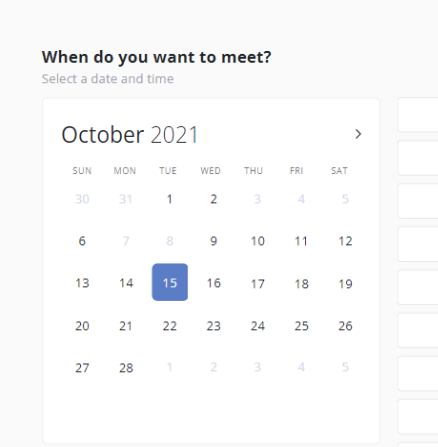 When do you want to meet?
Select a date and time
October 2021
SUN MON TUE WED THU FRI SAT
30 31 1 2 3 4 5
6 7 8 9 10 11 12
13 14 15 16 17 18 19
20 21 22 23 24 25 26
27 28 1 2 3 4 5